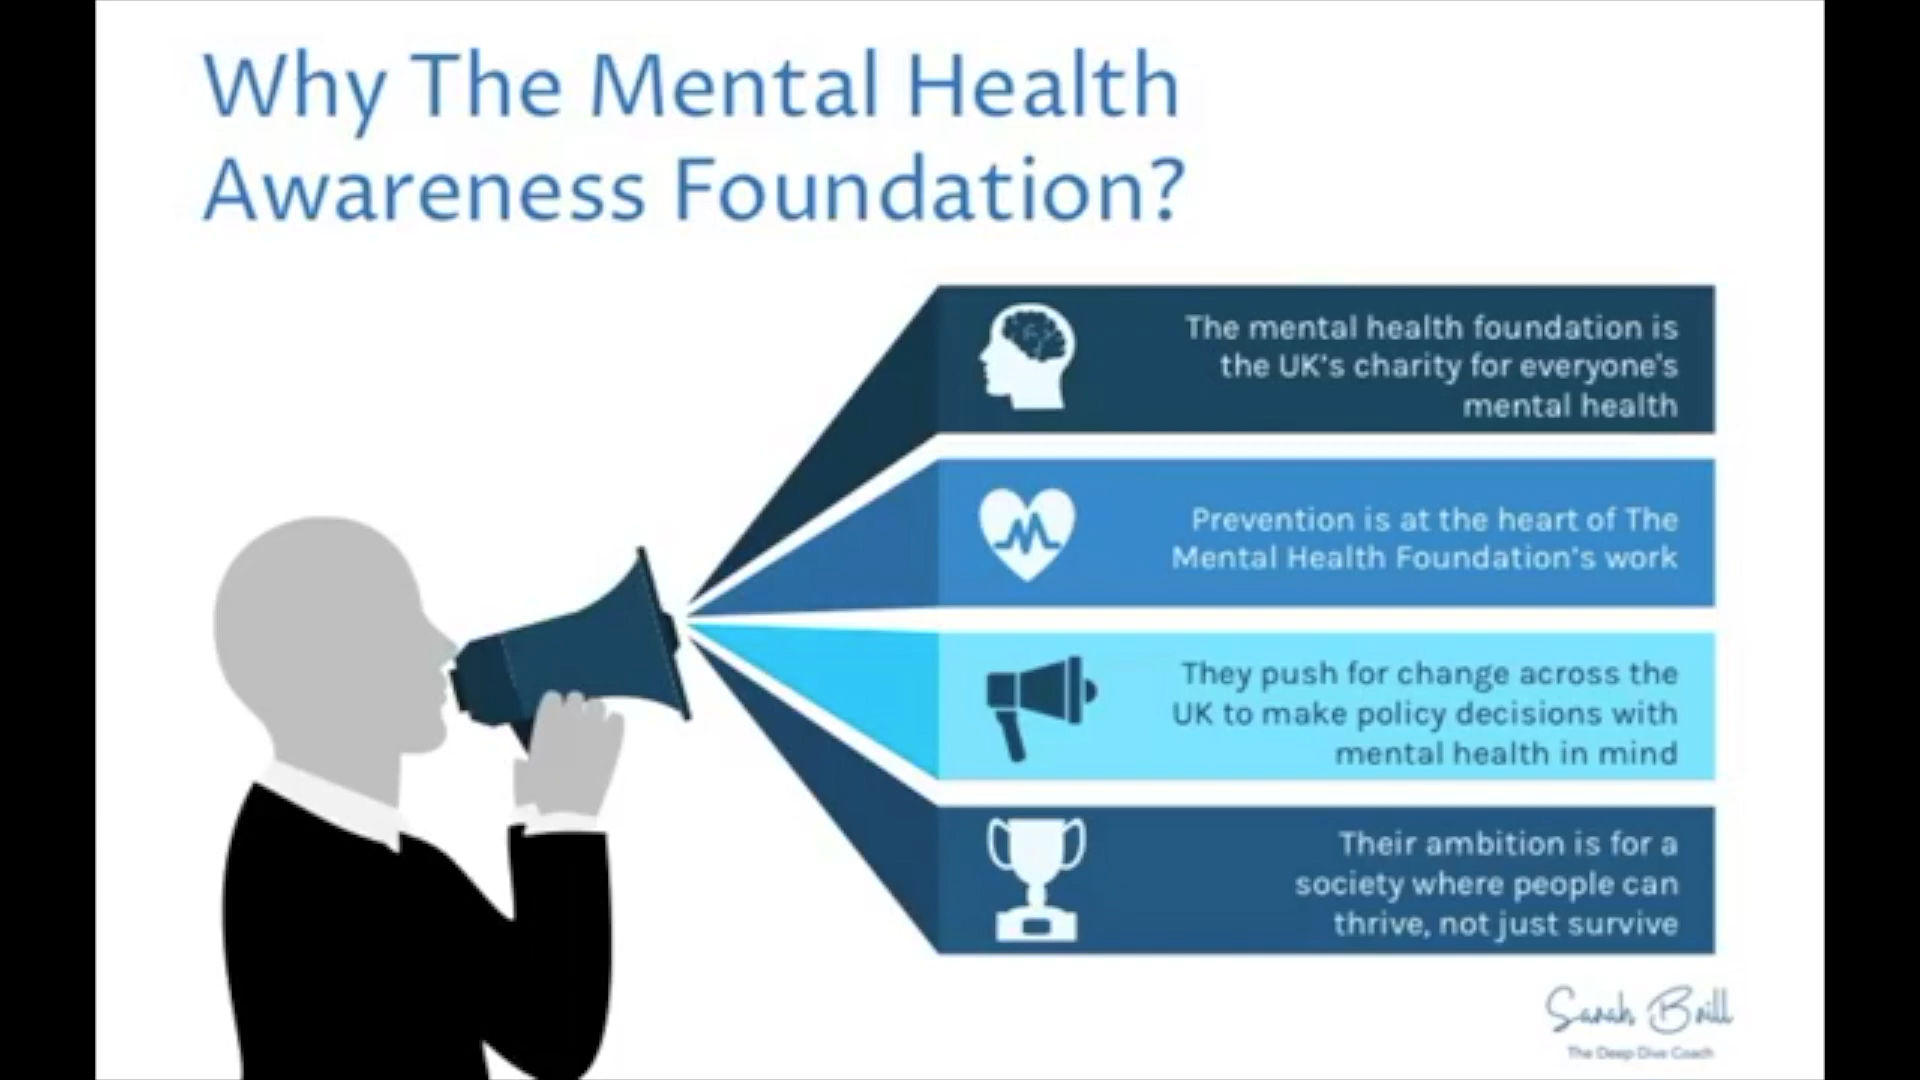 Why The Mental Health
Awareness Foundation?
The mental health foundation is
the UK's charity for everyone's
mental health
Prevention is at the heart of The
Mental Health Foundation's work
They push for change across the
UK to make policy decisions with
mental health in mind
Their ambition is for a
society where people can
thrive, not just survive
Sarah Brill
The Deep Dive Coach